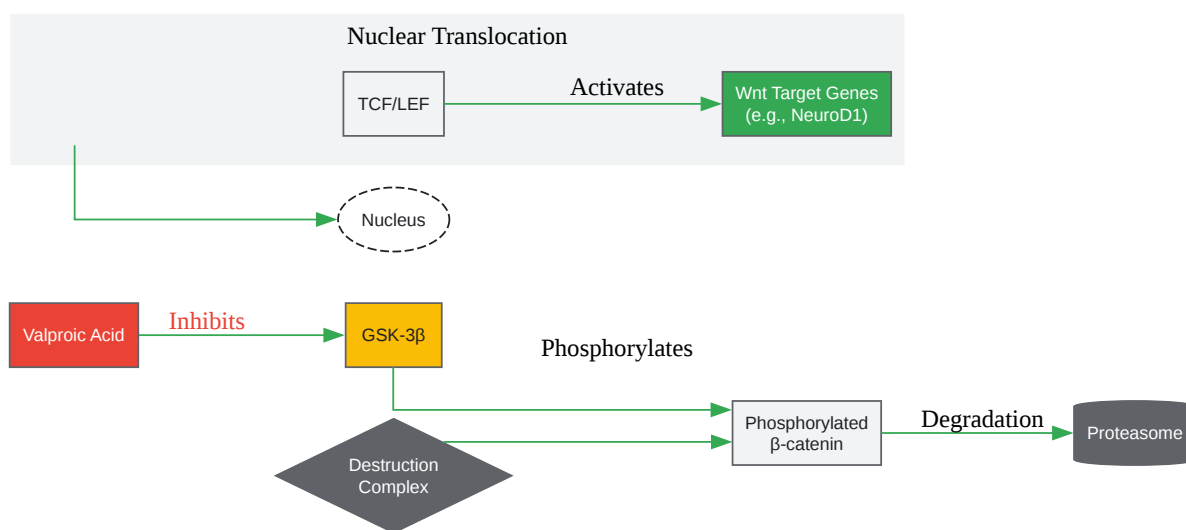 Nuclear Translocation
TCF/LEF
Activates
Wnt Target Genes
(e.g., NeuroD1)
Nucleus
Valproic Acid
Inhibits
GSK-3β
Phosphorylates
Destruction
Complex
Phosphorylated
β-catenin
Degradation
Proteasome